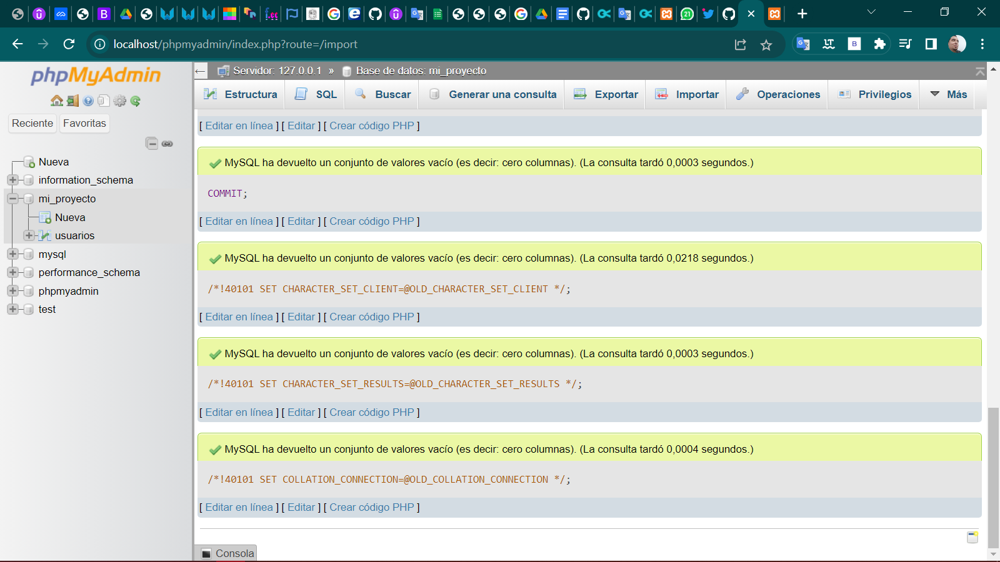 21
localhost/phpmyadmin/index.php?route=/import
phpMyAdmin
Reciente Favoritas
Nueva
information_schema
mi_proyecto
Nueva
usuarios
mysql
performance_schema
phpmyadmin
test
Servidor: 127.0.0.1 » Base de datos: mi_proyecto
Estructura SQL Buscar Generar una consulta Exportar Importar Operaciones Privilegios Más
[ Editar en línea ] [ Editar ] [ Crear código PHP ]
MySQL ha devuelto un conjunto de valores vacío (es decir: cero columnas). (La consulta tardó 0,0003 segundos.)
COMMIT;
[ Editar en línea ] [ Editar ] [ Crear código PHP ]
MySQL ha devuelto un conjunto de valores vacío (es decir: cero columnas). (La consulta tardó 0,0218 segundos.)
/*!40101 SET CHARACTER_SET_CLIENT=@OLD_CHARACTER_SET_CLIENT */;
[ Editar en línea ] [ Editar ] [ Crear código PHP ]
MySQL ha devuelto un conjunto de valores vacío (es decir: cero columnas). (La consulta tardó 0,0003 segundos.)
/*!40101 SET CHARACTER_SET_RESULTS=@OLD_CHARACTER_SET_RESULTS */;
[ Editar en línea ] [ Editar ] [ Crear código PHP ]
MySQL ha devuelto un conjunto de valores vacío (es decir: cero columnas). (La consulta tardó 0,0004 segundos.)
/*!40101 SET COLLATION_CONNECTION=@OLD_COLLATION_CONNECTION */;
[ Editar en línea ] [ Editar ] [ Crear código PHP ]
Consola